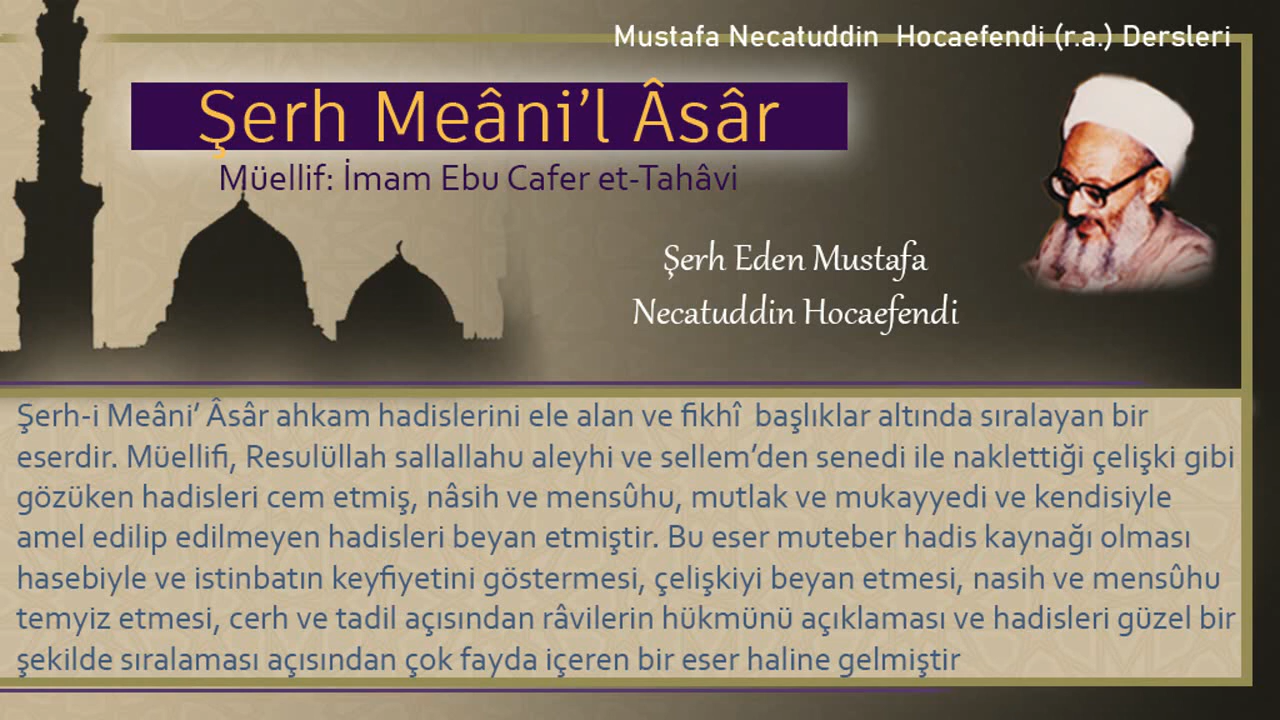 Mustafa Necatuddin Hocaefendi (r.a.) Dersleri
Şerh Meâni’l Âsâr
Müellif: İmam Ebu Cafer et-Tahâvi
Şerh Eden Mustafa
Necatuddin Hocaefendi
Şerh-i Meâni’ Âsâr ahkam hadislerini ele alan ve fikhî başlıklar altında sıralayan bir
eserdir. Müellifi, Resulüllah sallallahu aleyhi ve sellem’den senedi ile naklettiği çelişki gibi
gözüken hadisleri cem etmiş, nâsih ve mensûhu, mutlak ve mukayyedi ve kendisiyle
amel edilip edilmeyen hadisleri beyan etmiştir. Bu eser muteber hadis kaynağı olması
hasebiyle ve istinbatın keyfiyetini göstermesi, çelişkiyi beyan etmesi, nasih ve mensûhu
temyiz etmesi, cerh ve tadil açısından râvilerin hükmünü açıklaması ve hadisleri güzel bir
şekilde sıralaması açısından çok fayda içeren bir eser haline gelmiştir